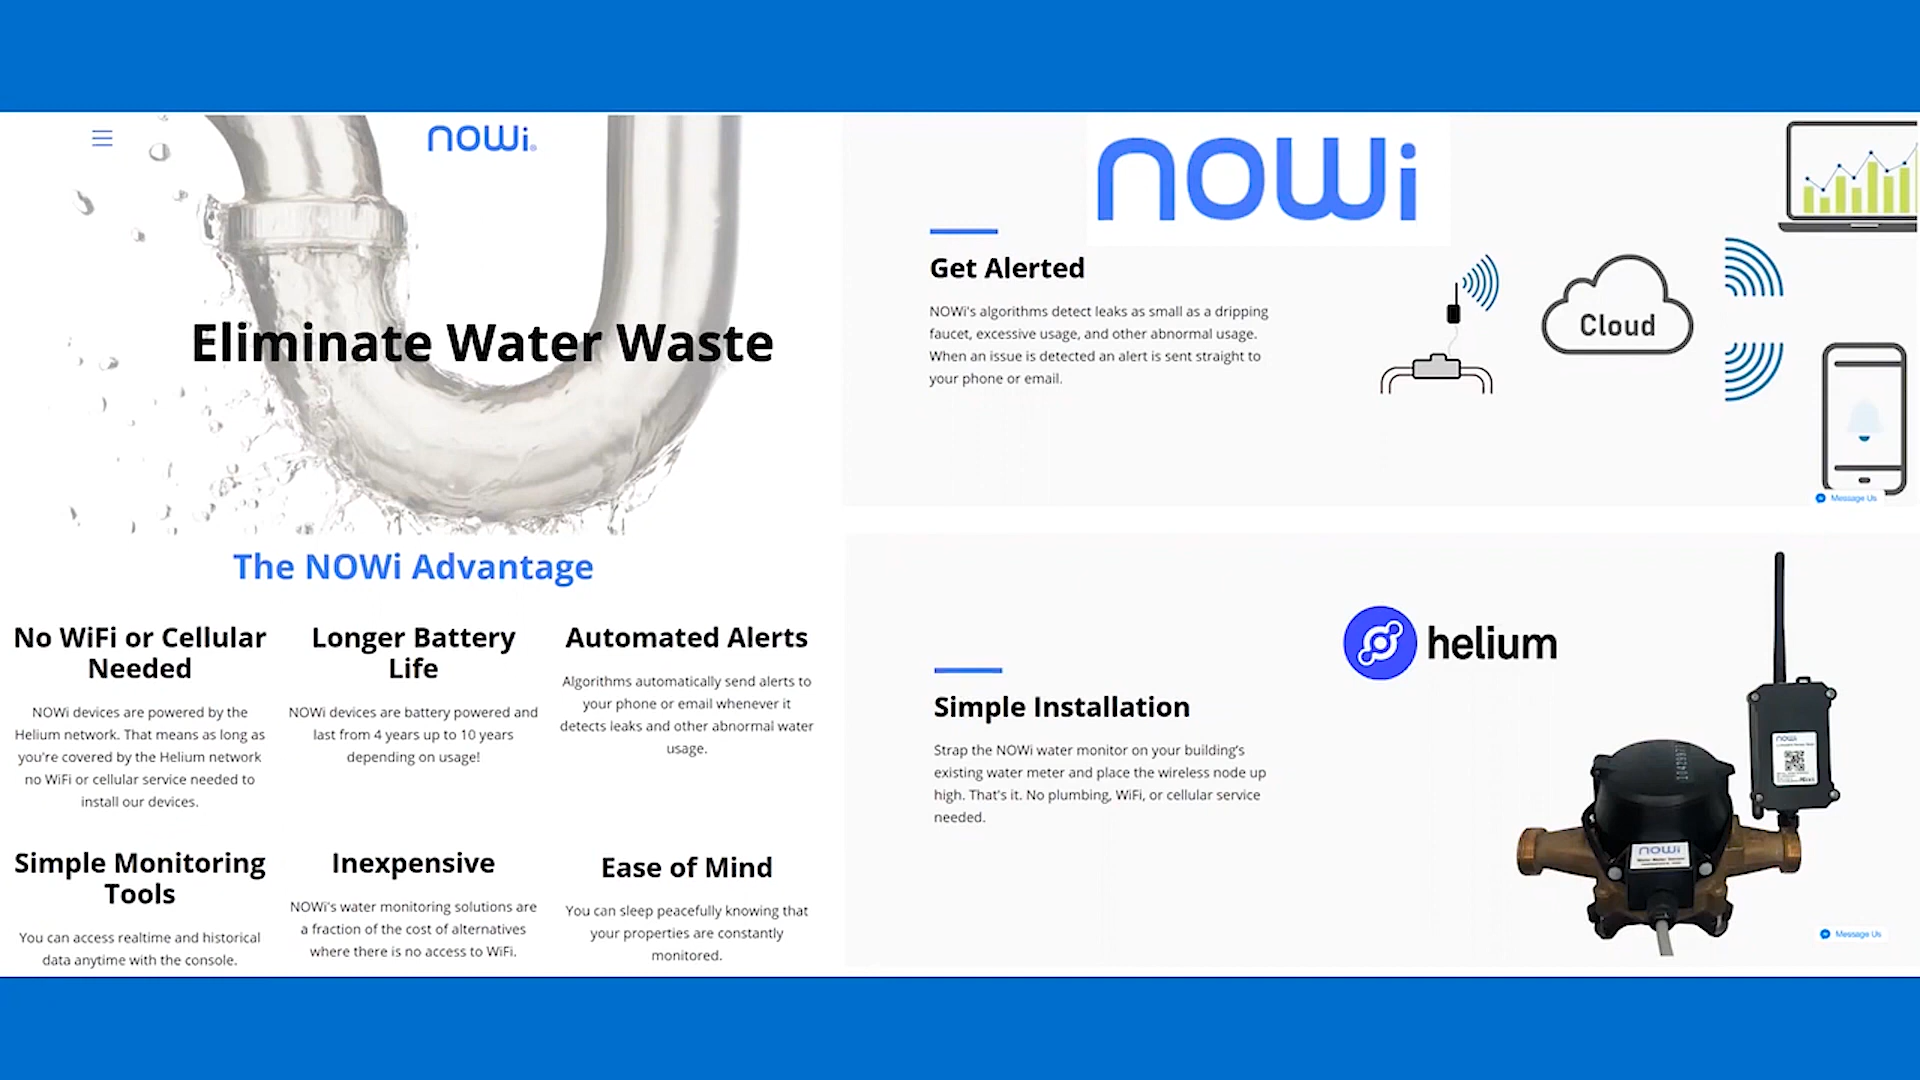 nowi
Eliminate Water Waste
The NOWi Advantage
No WiFi or Cellular
Needed
NOWi devices are powered by the
Helium network. That means as long as
you're covered by the Helium network
no WiFi or cellular service needed to
install our devices.
Longer Battery
Life
NOWi devices are battery powered and
last from 4 years up to 10 years
depending on usage!
Automated Alerts
Algorithms automatically send alerts to
your phone or email whenever it
detects leaks and other abnormal water
usage.
Simple Monitoring
Tools
You can access realtime and historical
data anytime with the console.
Inexpensive
NOWi's water monitoring solutions are
a fraction of the cost of alternatives
where there is no access to WiFi.
Ease of Mind
You can sleep peacefully knowing that
your properties are constantly
monitored.
nowi
Get Alerted
NOWi's algorithms detect leaks as small as a dripping
faucet, excessive usage, and other abnormal usage.
When an issue is detected an alert is sent straight to
your phone or email.
Cloud
Message Us
helium
Simple Installation
Strap the NOWi water monitor on your building's
existing water meter and place the wireless node up
high. That's it. No plumbing, WiFi, or cellular service
needed.
nowi
nowi
Message Us